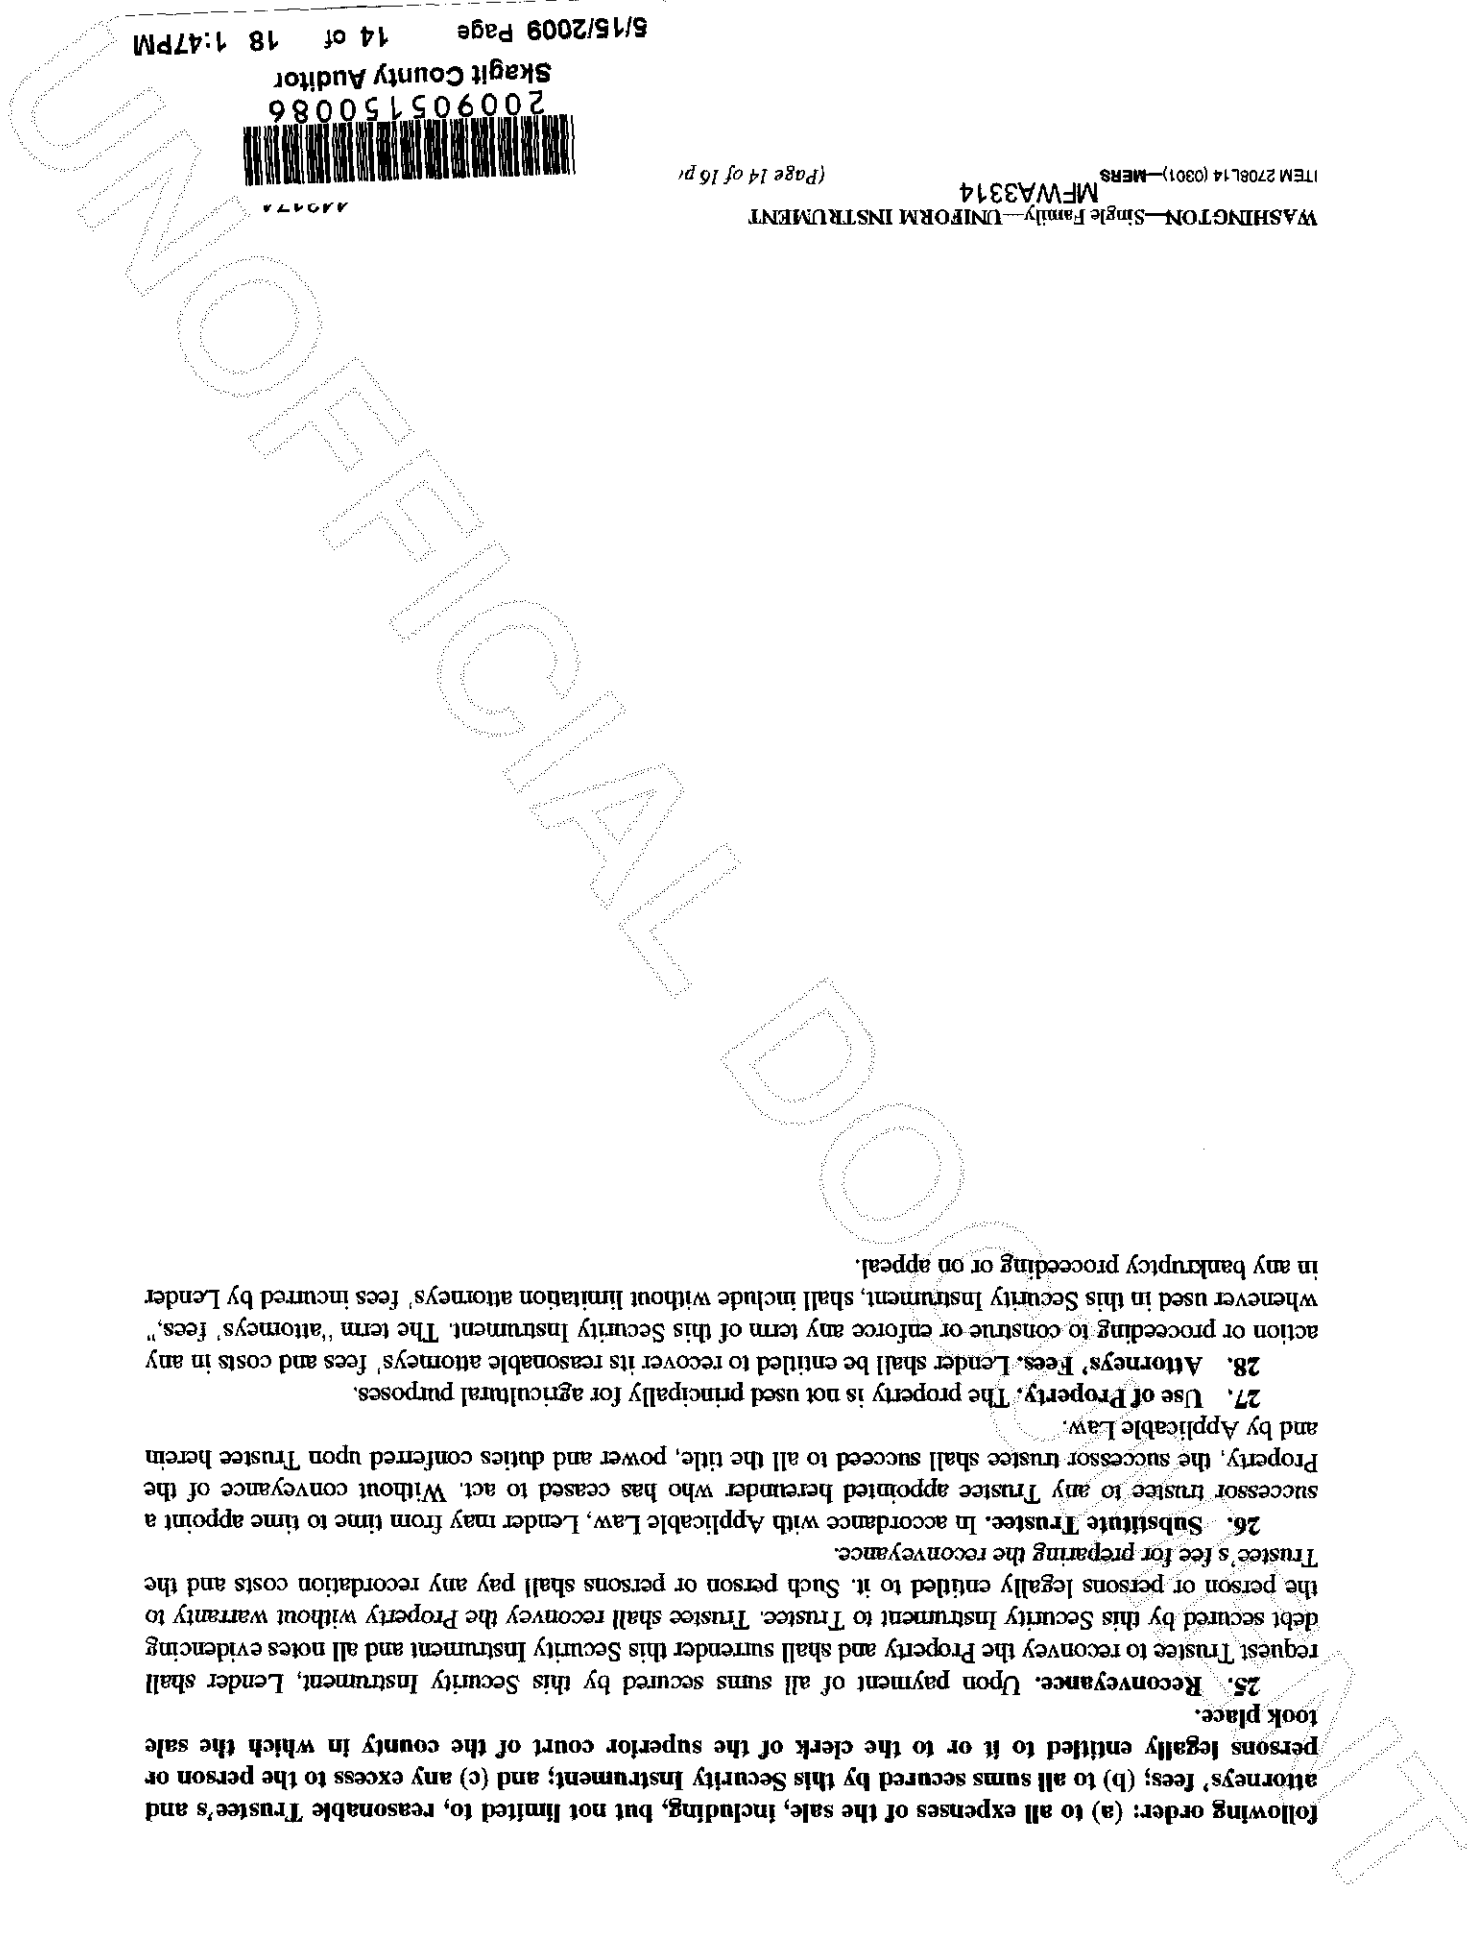 following order: (a) to all expenses of the sale, including, but not limited to, reasonable Trustee's and
attorneys' fees; (b) to all sums secured by this Security Instrument; and (c) any excess to the person or
persons legally entitled to it or to the clerk of the superior court of the county in which the sale
took place.
25. Reconveyance. Upon payment of all sums secured by this Security Instrument, Lender shall
request Trustee to reconvey the Property and shall surrender this Security Instrument and all notes evidencing
debt secured by this Security Instrument to Trustee. Trustee shall reconvey the Property without warranty to
the person or persons legally entitled to it. Such person or persons shall pay any recordation costs and the
Trustee's fee for preparing the reconveyance.
26. Substitute Trustee. In accordance with Applicable Law, Lender may from time to time appoint a
successor trustee to any Trustee appointed hereunder who has ceased to act. Without conveyance of the
Property, the successor trustee shall succeed to all the title, power and duties conferred upon Trustee herein
and by Applicable Law.
27. Use of Property. The property is not used principally for agricultural purposes.
28. Attorneys' Fees. Lender shall be entitled to recover its reasonable attorneys' fees and costs in any
action or proceeding to construe or enforce any term of this Security Instrument. The term "attorneys' fees,"
whenever used in this Security Instrument, shall include without limitation attorneys' fees incurred by Lender
in any bankruptcy proceeding or on appeal.
UNOFFICIAL DOCUMENT
WASHINGTON—Single Family—UNIFORM INSTRUMENT
MFWA3314
ITEM 2708L14 (0301)—MERS
(Page 14 of 16
200905150086
Skagit County Auditor
5/15/2009 Page 14 of 18 1:47PM